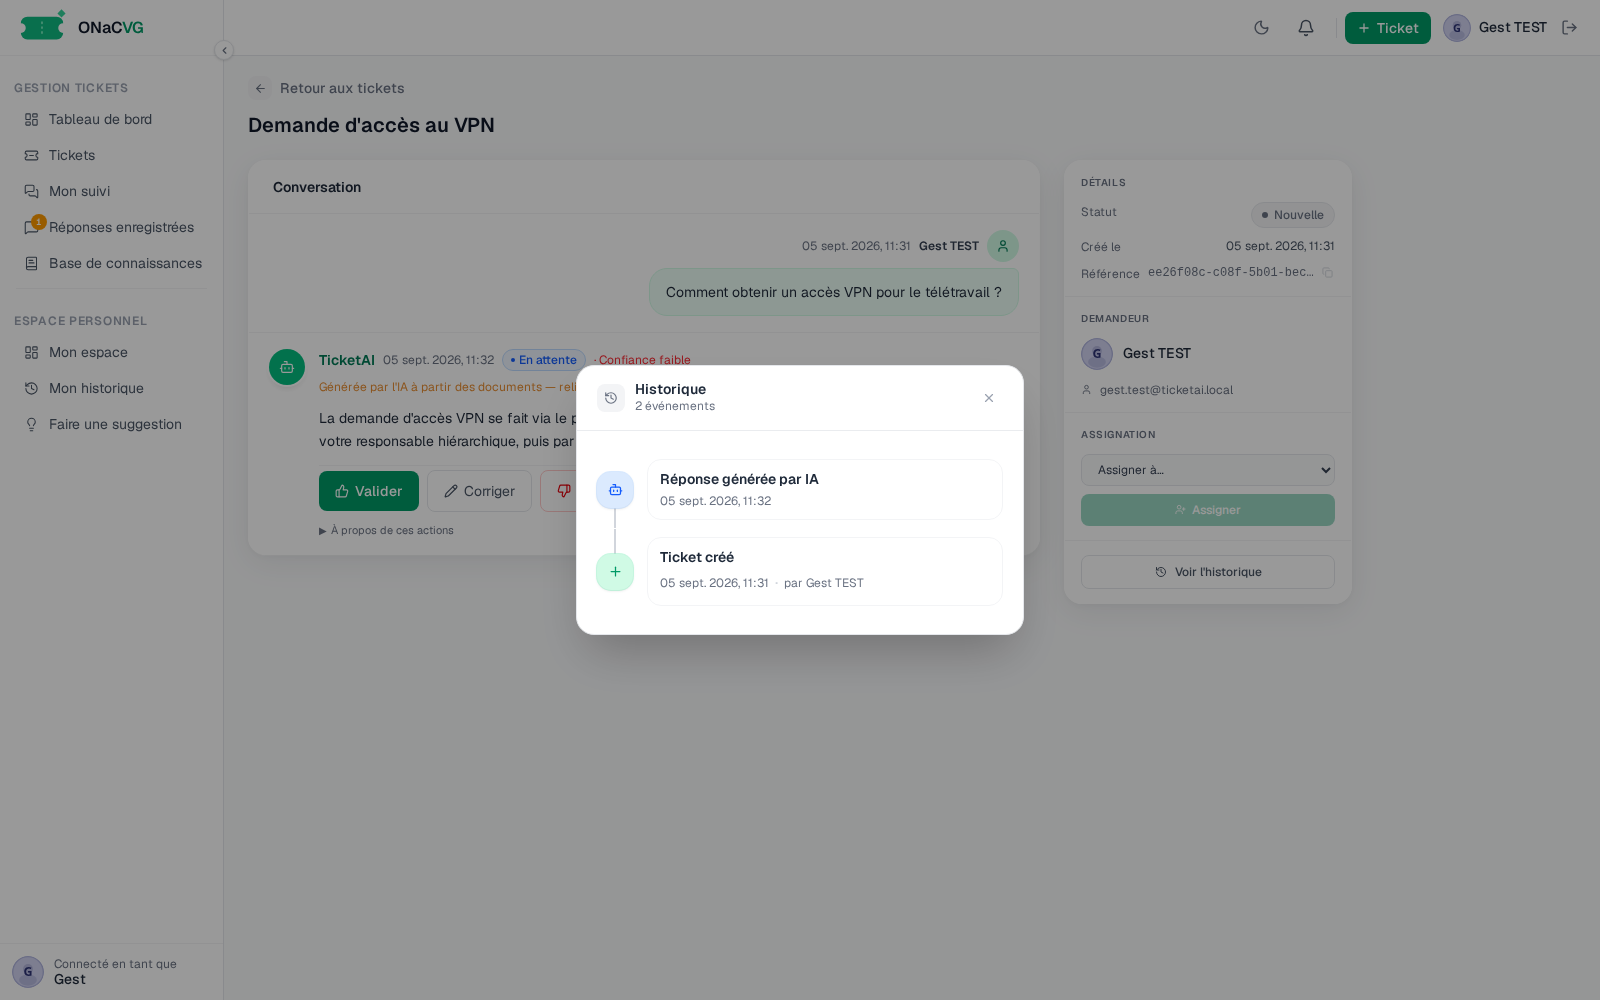 ONaCVG
Ticket
G
Gest TEST
GESTION TICKETS
Tableau de bord
Tickets
Mon suivi
1
Réponses enregistrées
Base de connaissances
ESPACE PERSONNEL
Mon espace
Mon historique
Faire une suggestion
Connecté en tant que
G
Gest
Retour aux tickets
Demande d'accès au VPN
Conversation
05 sept. 2026, 11:31 Gest TEST
Comment obtenir un accès VPN pour le télétravail ?
TicketAI 05 sept. 2026, 11:32 • En attente · Confiance faible
Générée par l'IA à partir des documents — reli
La demande d'accès VPN se fait via le p
votre responsable hiérarchique, puis par
Valider
Corriger
▶ À propos de ces actions
Historique
2 événements
Réponse générée par IA
05 sept. 2026, 11:32
Ticket créé
05 sept. 2026, 11:31 · par Gest TEST
DÉTAILS
Statut
Nouvelle
Créé le
05 sept. 2026, 11:31
Référence
ee26f08c-c08f-5b01-bec…
DEMANDEUR
G
Gest TEST
gest.test@ticketai.local
ASSIGNATION
Assigner à…
Assigner
Voir l'historique